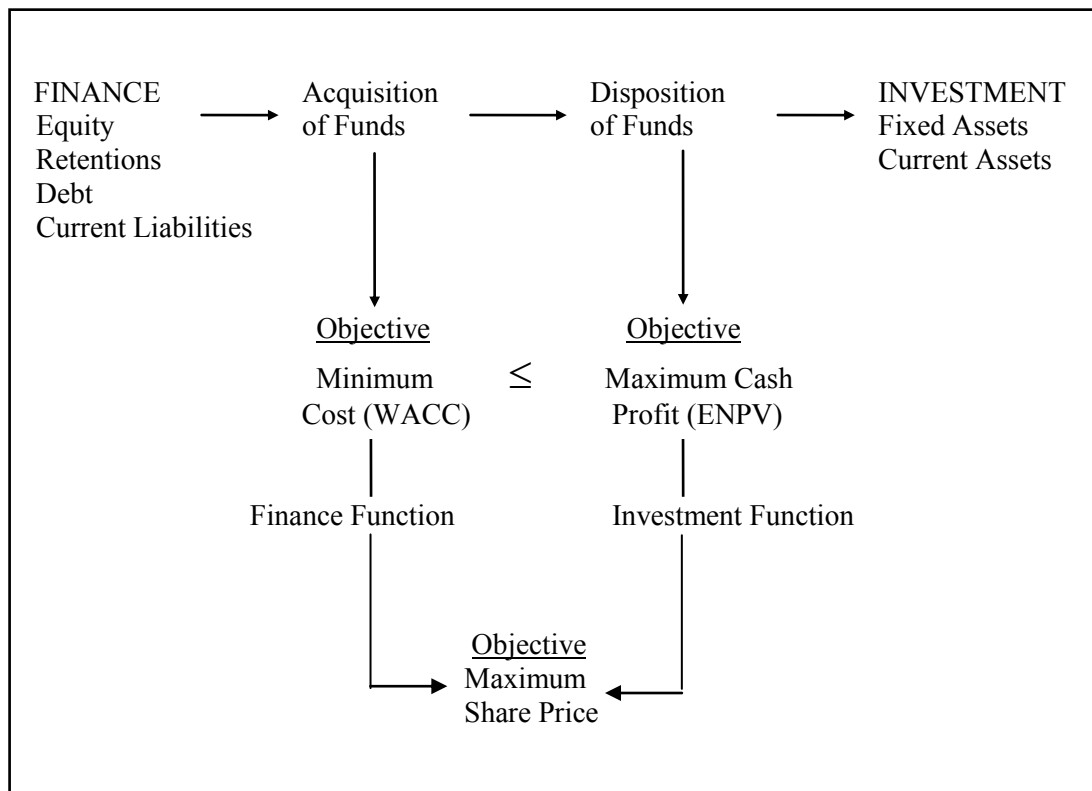 FINANCE
Equity
Retentions
Debt
Current Liabilities
Acquisition
of Funds
Disposition
of Funds
INVESTMENT
Fixed Assets
Current Assets
Objective
Minimum
Cost (WACC)
≤
Objective
Maximum Cash
Profit (ENPV)
Finance Function
Investment Function
Objective
Maximum
Share Price